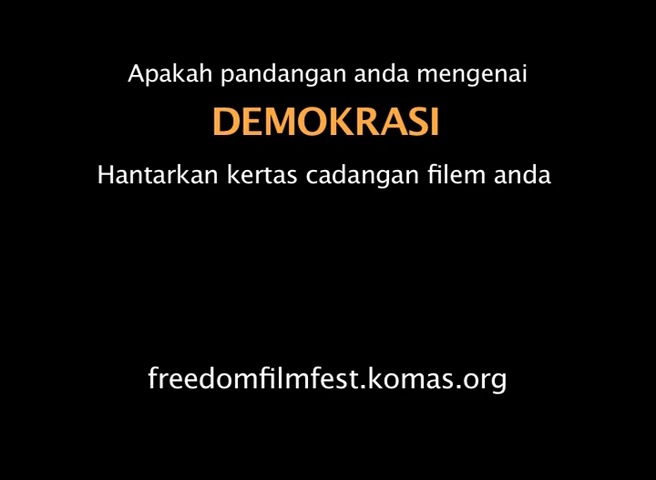 Apakah pandangan anda mengenai
DEMOKRASI
Hantarkan kertas cadangan filem anda
freedomfilmfest.komas.org